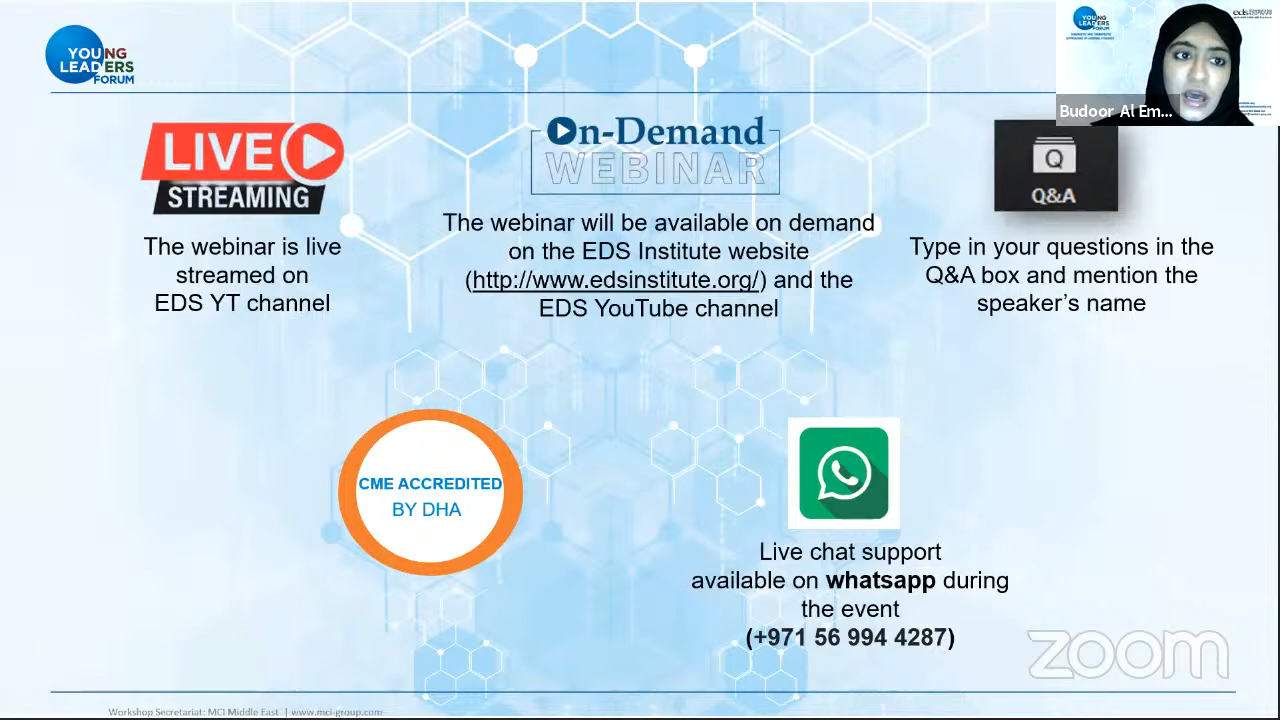 YOUNG
LEADERS
FORUM
YOUNG
LEADERS
FORUM
eds
Budoor Al Em...
LIVE
STREAMING
The webinar is live
streamed on
EDS YT channel
On-Demand
WEBINAR
The webinar will be available on demand
on the EDS Institute website
(http://www.edsinstitute.org/) and the
EDS YouTube channel
Q
Q&A
Type in your questions in the
Q&A box and mention the
speaker’s name
CME ACCREDITED
BY DHA
Live chat support
available on whatsapp during
the event
(+971 56 994 4287)
zoom
Workshop Secretariat: MCI Middle East | www.mci-group.com